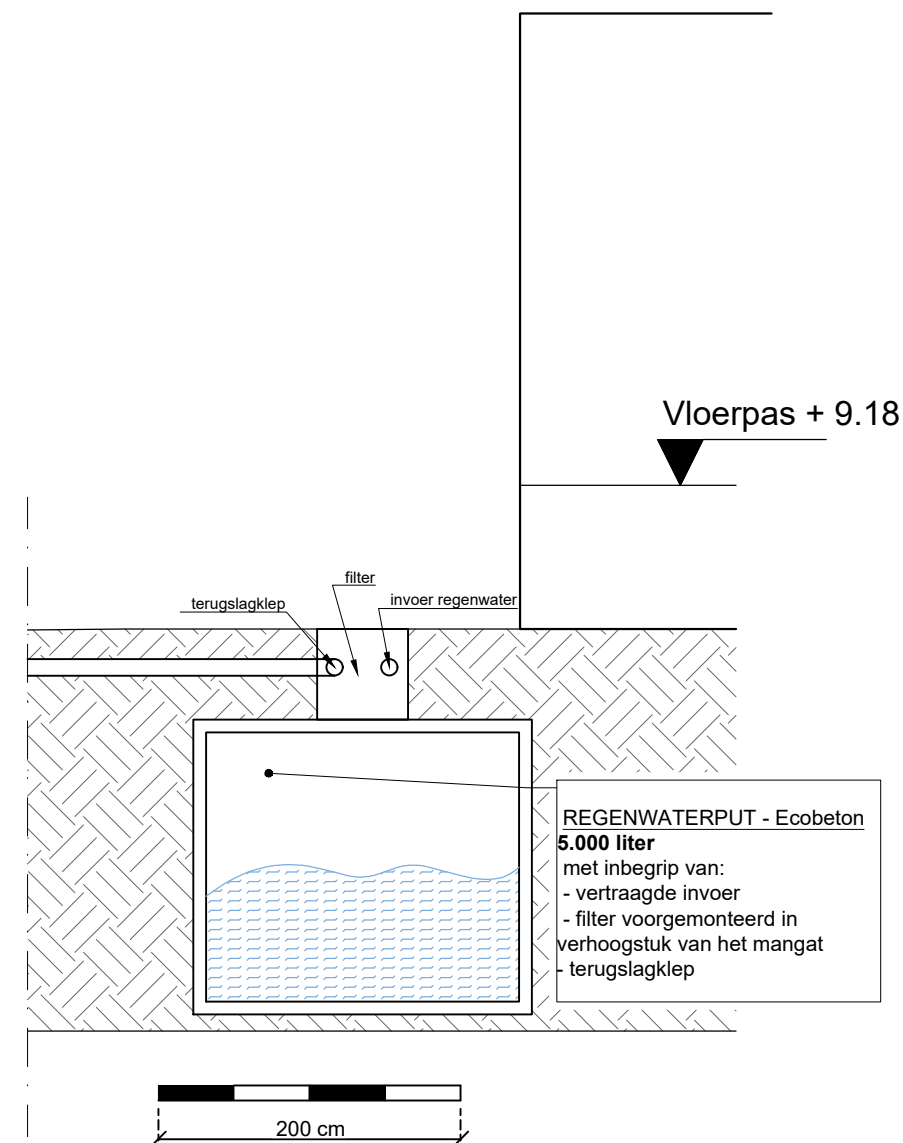 Vloerpas + 9.18
filter
terugslagklep
invoer regenwater
REGENWATERPUT - Ecobeton
5.000 liter
met inbegrip van:
- vertraagde invoer
- filter voorgemonteerd in
verhoogstuk van het mangat
- terugslagklep
200 cm